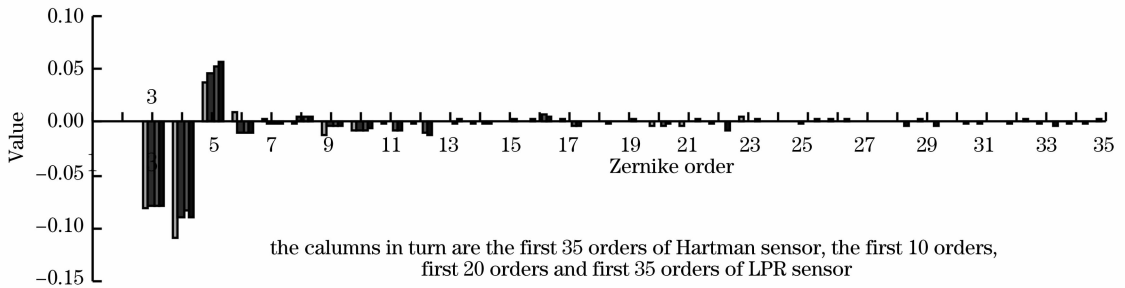 0.10
0.05
0.00
−0.05
−0.10
−0.15
Value
3
3
5 7 9 11 13 15 17 19 21 23 25 27 29 31 33 35
Zernike order
the calumns in turn are the first 35 orders of Hartman sensor, the first 10 orders,
first 20 orders and first 35 orders of LPR sensor